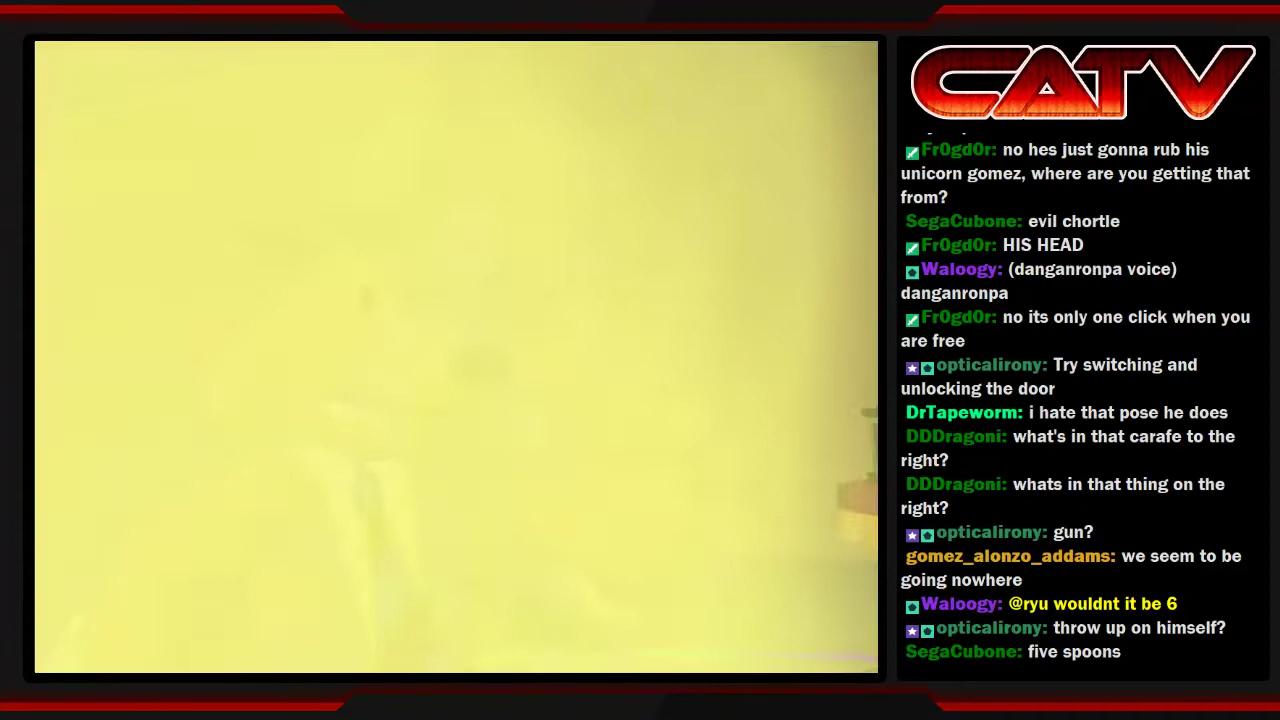 CATV
Fr0gd0r: no hes just gonna rub his
unicorn gomez, where are you getting that
from?
SegaCubone: evil chortle
Fr0gd0r: HIS HEAD
Waloogy: (danganronpa voice)
danganronpa
Fr0gd0r: no its only one click when you
are free
opticalirony: Try switching and
unlocking the door
DrTapeworm: i hate that pose he does
DDDragoni: what's in that carafe to the
right?
DDDragoni: whats in that thing on the
right?
opticalirony: gun?
gomez_alonzo_addams: we seem to be
going nowhere
Waloogy: @ryu wouldnt it be 6
opticalirony: throw up on himself?
SegaCubone: five spoons